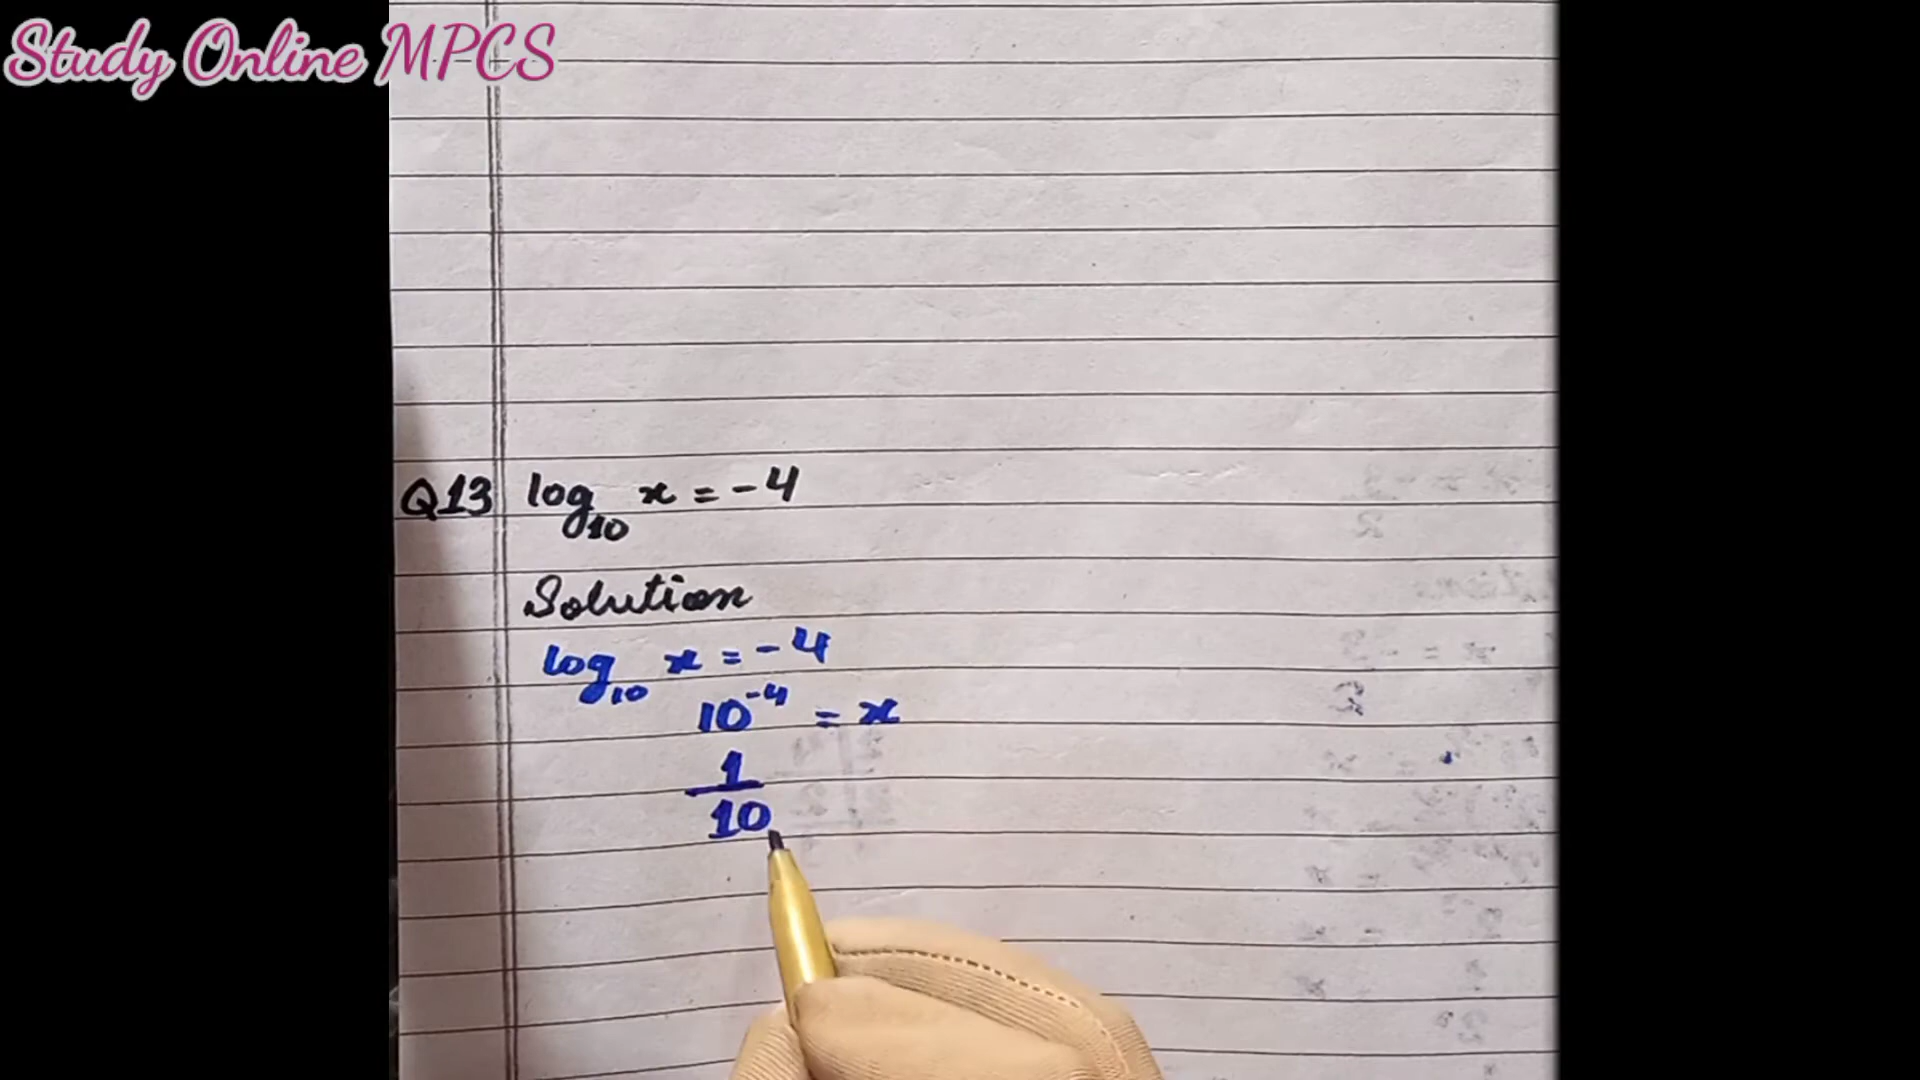 Study Online MPCS
Q13 log₁₀ x = -4
Solution
log₁₀ x = -4
10⁻⁴ = x
1
10